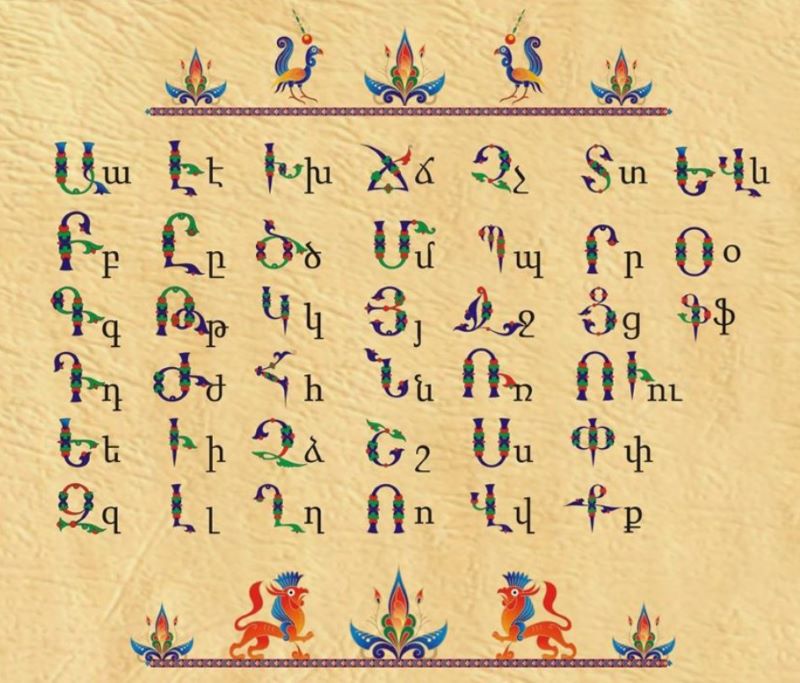 Աա Էէ Խխ Ճճ Չչ Տտ ԵՎև
Բբ Ըը Ծծ Մմ Պպ Րր Օօ
Գգ Թթ Կկ Յյ Ջջ Ցց Ֆֆ
Դդ Ժժ Հհ Նն Ռռ ՈՒու
Եե Իի Ձձ Շշ Սս Փփ
Զզ Լլ Ղղ Ոո Վվ Քք